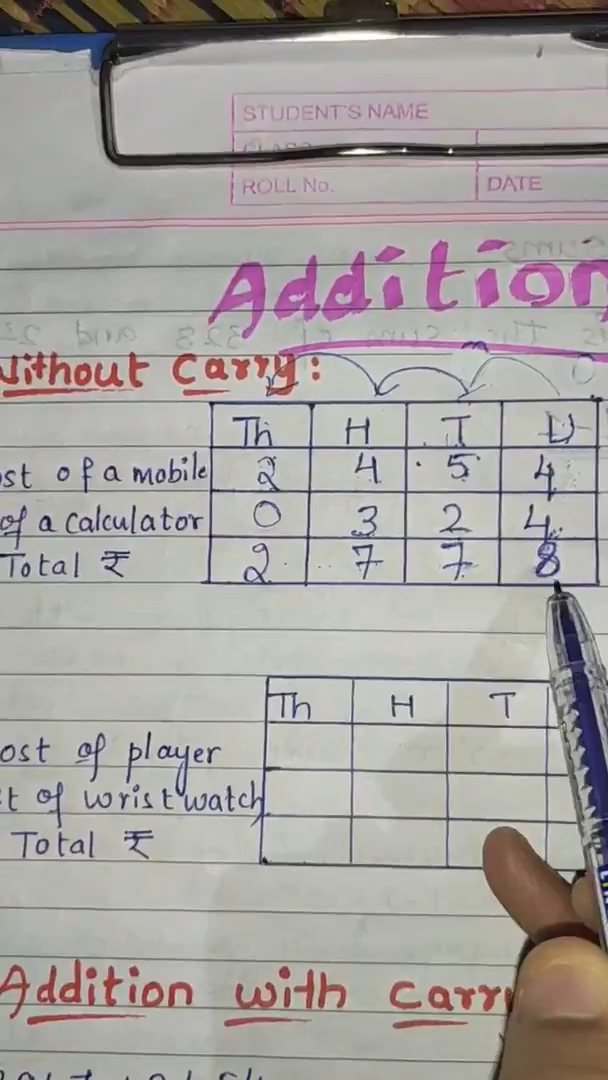 STUDENT'S NAME
ROLL No.
DATE
Addition
Without Carry:
Th H T U
ost of a mobile 2 4 5 4
of a calculator 0 3 2 4
Total ₹ 2 7 7 8
Th H T
ost of player
t of wrist watch
Total ₹
Addition with Carr